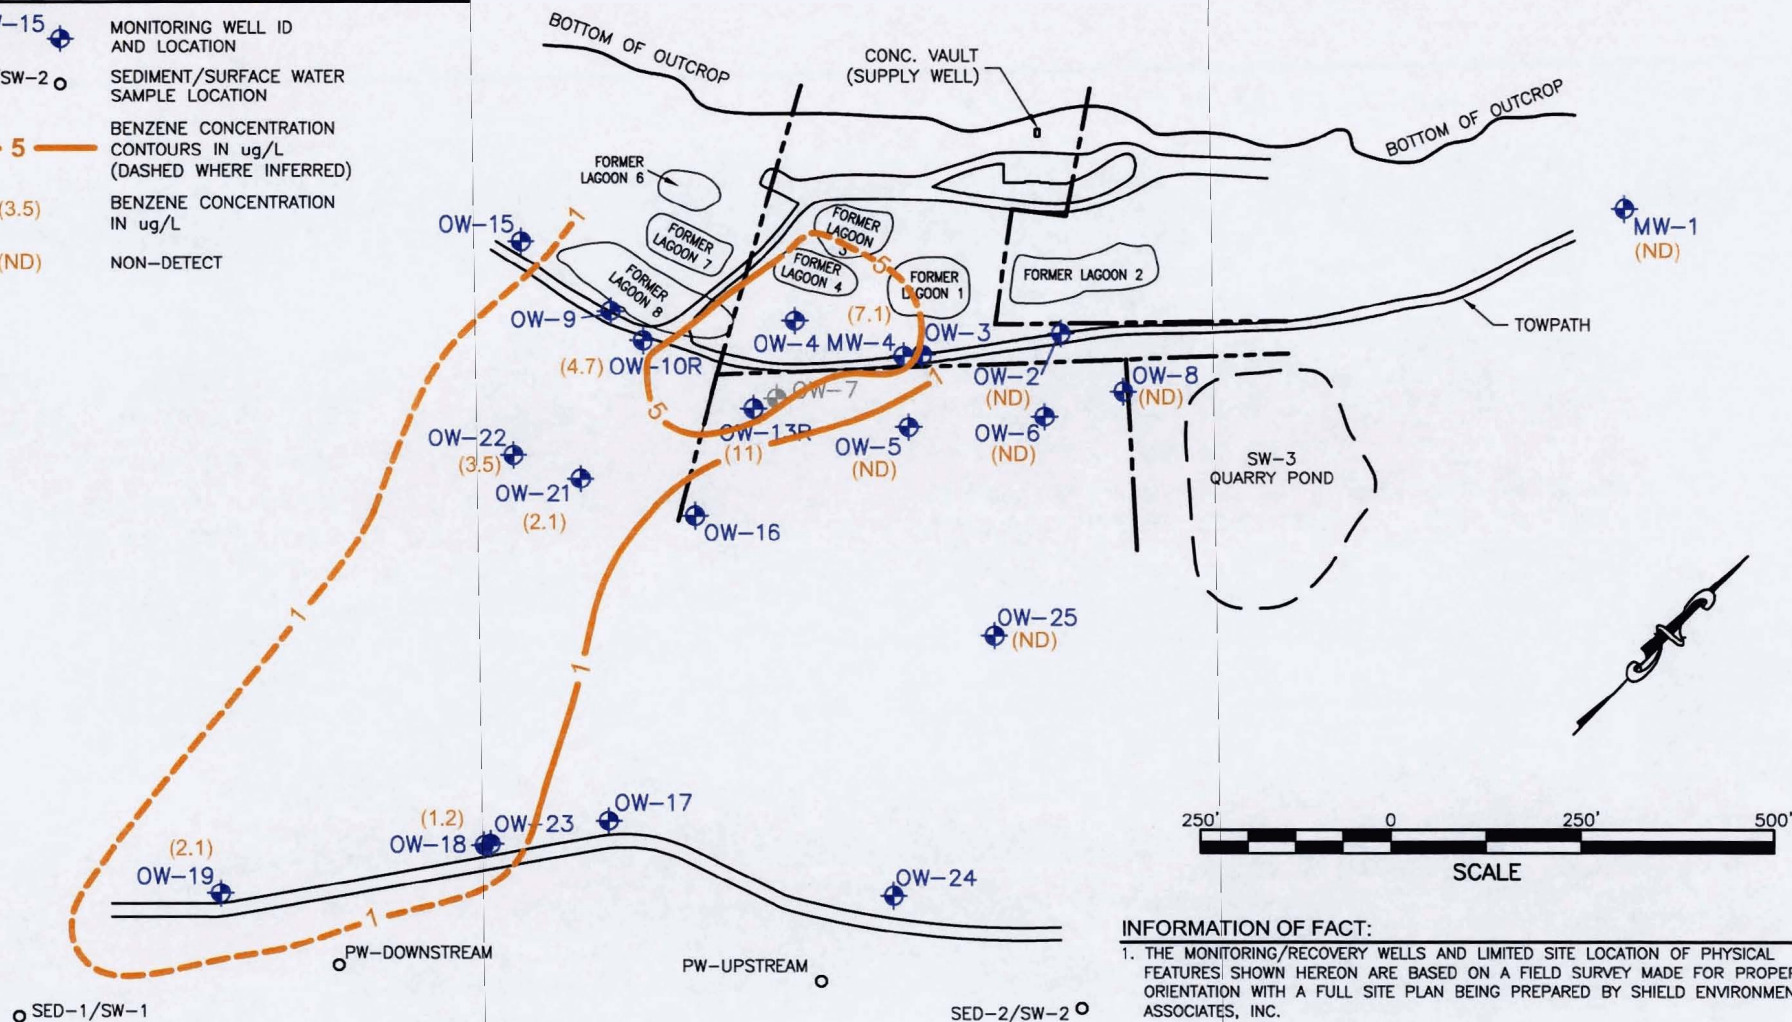 -15
MONITORING WELL ID
AND LOCATION
SW-2
SEDIMENT/SURFACE WATER
SAMPLE LOCATION
5
BENZENE CONCENTRATION
CONTOURS IN ug/L
(DASHED WHERE INFERRED)
(3.5)
BENZENE CONCENTRATION
IN ug/L
(ND)
NON-DETECT
BOTTOM OF OUTCROP
CONC. VAULT
(SUPPLY WELL)
BOTTOM OF OUTCROP
FORMER
LAGOON 6
OW-15
1
FORMER
LAGOON 7
FORMER
LAGOON 3
FORMER
LAGOON 4
5
FORMER
LAGOON 1
FORMER LAGOON 2
MW-1
(ND)
FORMER
LAGOON 8
OW-9
(7.1)
OW-4
MW-4
OW-3
TOWPATH
(4.7)
OW-10R
1
OW-2
(ND)
OW-8
(ND)
OW-7
5
OW-13R
(11)
OW-5
(ND)
OW-6
(ND)
OW-22
(3.5)
OW-21
(2.1)
SW-3
QUARRY POND
OW-16
1
OW-25
(ND)
1
OW-17
(1.2)
OW-23
OW-18
(2.1)
OW-19
OW-24
1
250'
0
250'
500'
SCALE
PW-DOWNSTREAM
PW-UPSTREAM
SED-1/SW-1
SED-2/SW-2
INFORMATION OF FACT:
1. THE MONITORING/RECOVERY WELLS AND LIMITED SITE LOCATION OF PHYSICAL
FEATURES SHOWN HEREON ARE BASED ON A FIELD SURVEY MADE FOR PROPER
ORIENTATION WITH A FULL SITE PLAN BEING PREPARED BY SHIELD ENVIRONMEN
ASSOCIATES, INC.